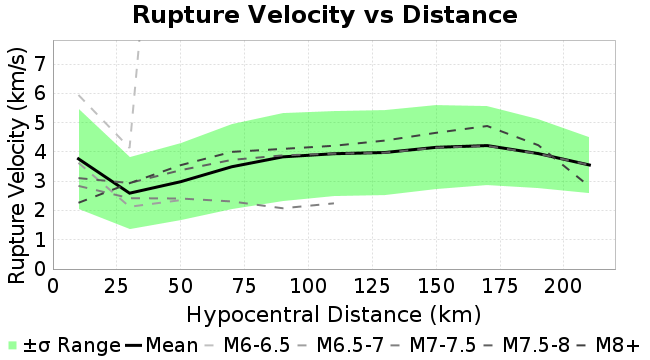 Rupture Velocity vs Distance
Rupture Velocity (km/s)
7
6
5
4
3
2
1
0
0 25 50 75 100 125 150 175 200
Hypocentral Distance (km)
±σ Range Mean M6-6.5 M6.5-7 M7-7.5 M7.5-8 M8+